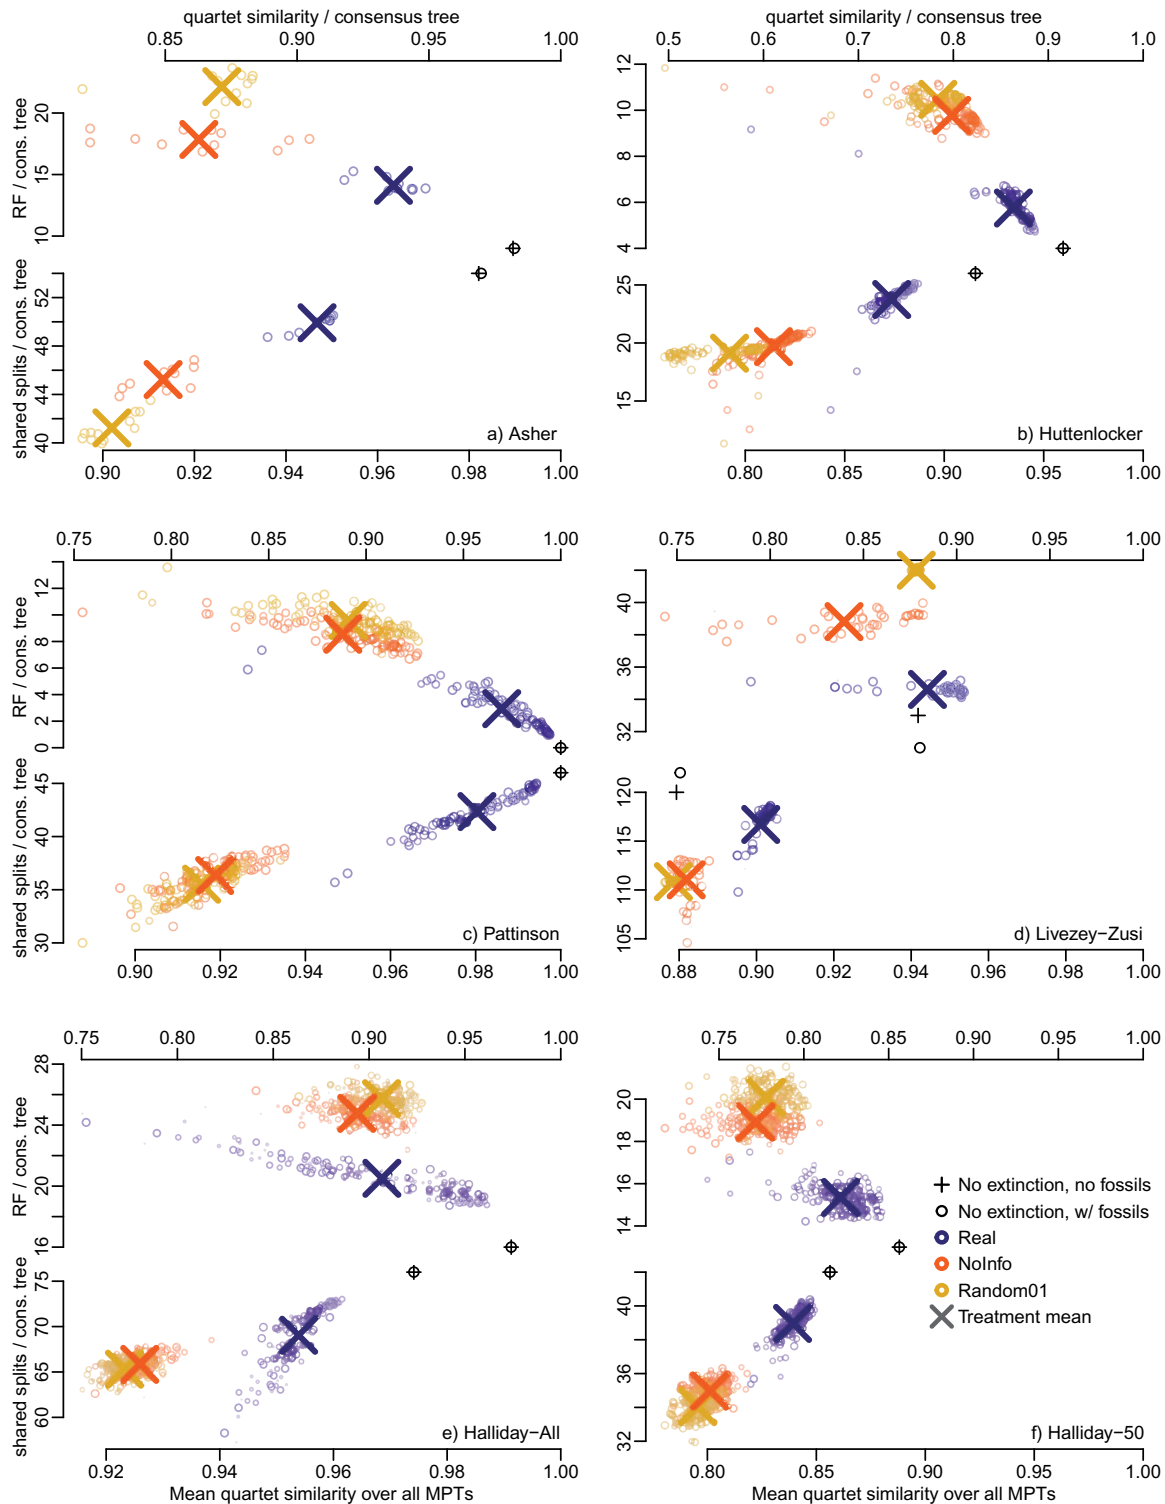 quartet similarity / consensus tree
0.85 0.90 0.95 1.00
RF / cons. tree
10 15 20
shared splits / cons. tree
40 44 48 52
a) Asher
0.90 0.92 0.94 0.96 0.98 1.00
quartet similarity / consensus tree
0.5 0.6 0.7 0.8 0.9 1.0
4 6 8 10 12
15 20 25
b) Huttenlocker
0.80 0.85 0.90 0.95 1.00
0.75 0.80 0.85 0.90 0.95 1.00
RF / cons. tree
0 2 4 6 8 12
shared splits / cons. tree
30 35 40 45
c) Pattinson
0.90 0.92 0.94 0.96 0.98 1.00
0.75 0.80 0.85 0.90 0.95 1.00
32 36 40
105 110 115 120
d) Livezey−Zusi
0.88 0.90 0.92 0.94 0.96 0.98 1.00
0.75 0.80 0.85 0.90 0.95 1.00
RF / cons. tree
16 20 24 28
shared splits / cons. tree
60 65 70 75
e) Halliday−All
0.92 0.94 0.96 0.98 1.00
Mean quartet similarity over all MPTs
0.75 0.80 0.85 0.90 0.95 1.00
14 16 18 20
No extinction, no fossils
No extinction, w/ fossils
Real
NoInfo
Random01
Treatment mean
32 36 40
f) Halliday−50
0.80 0.85 0.90 0.95 1.00
Mean quartet similarity over all MPTs